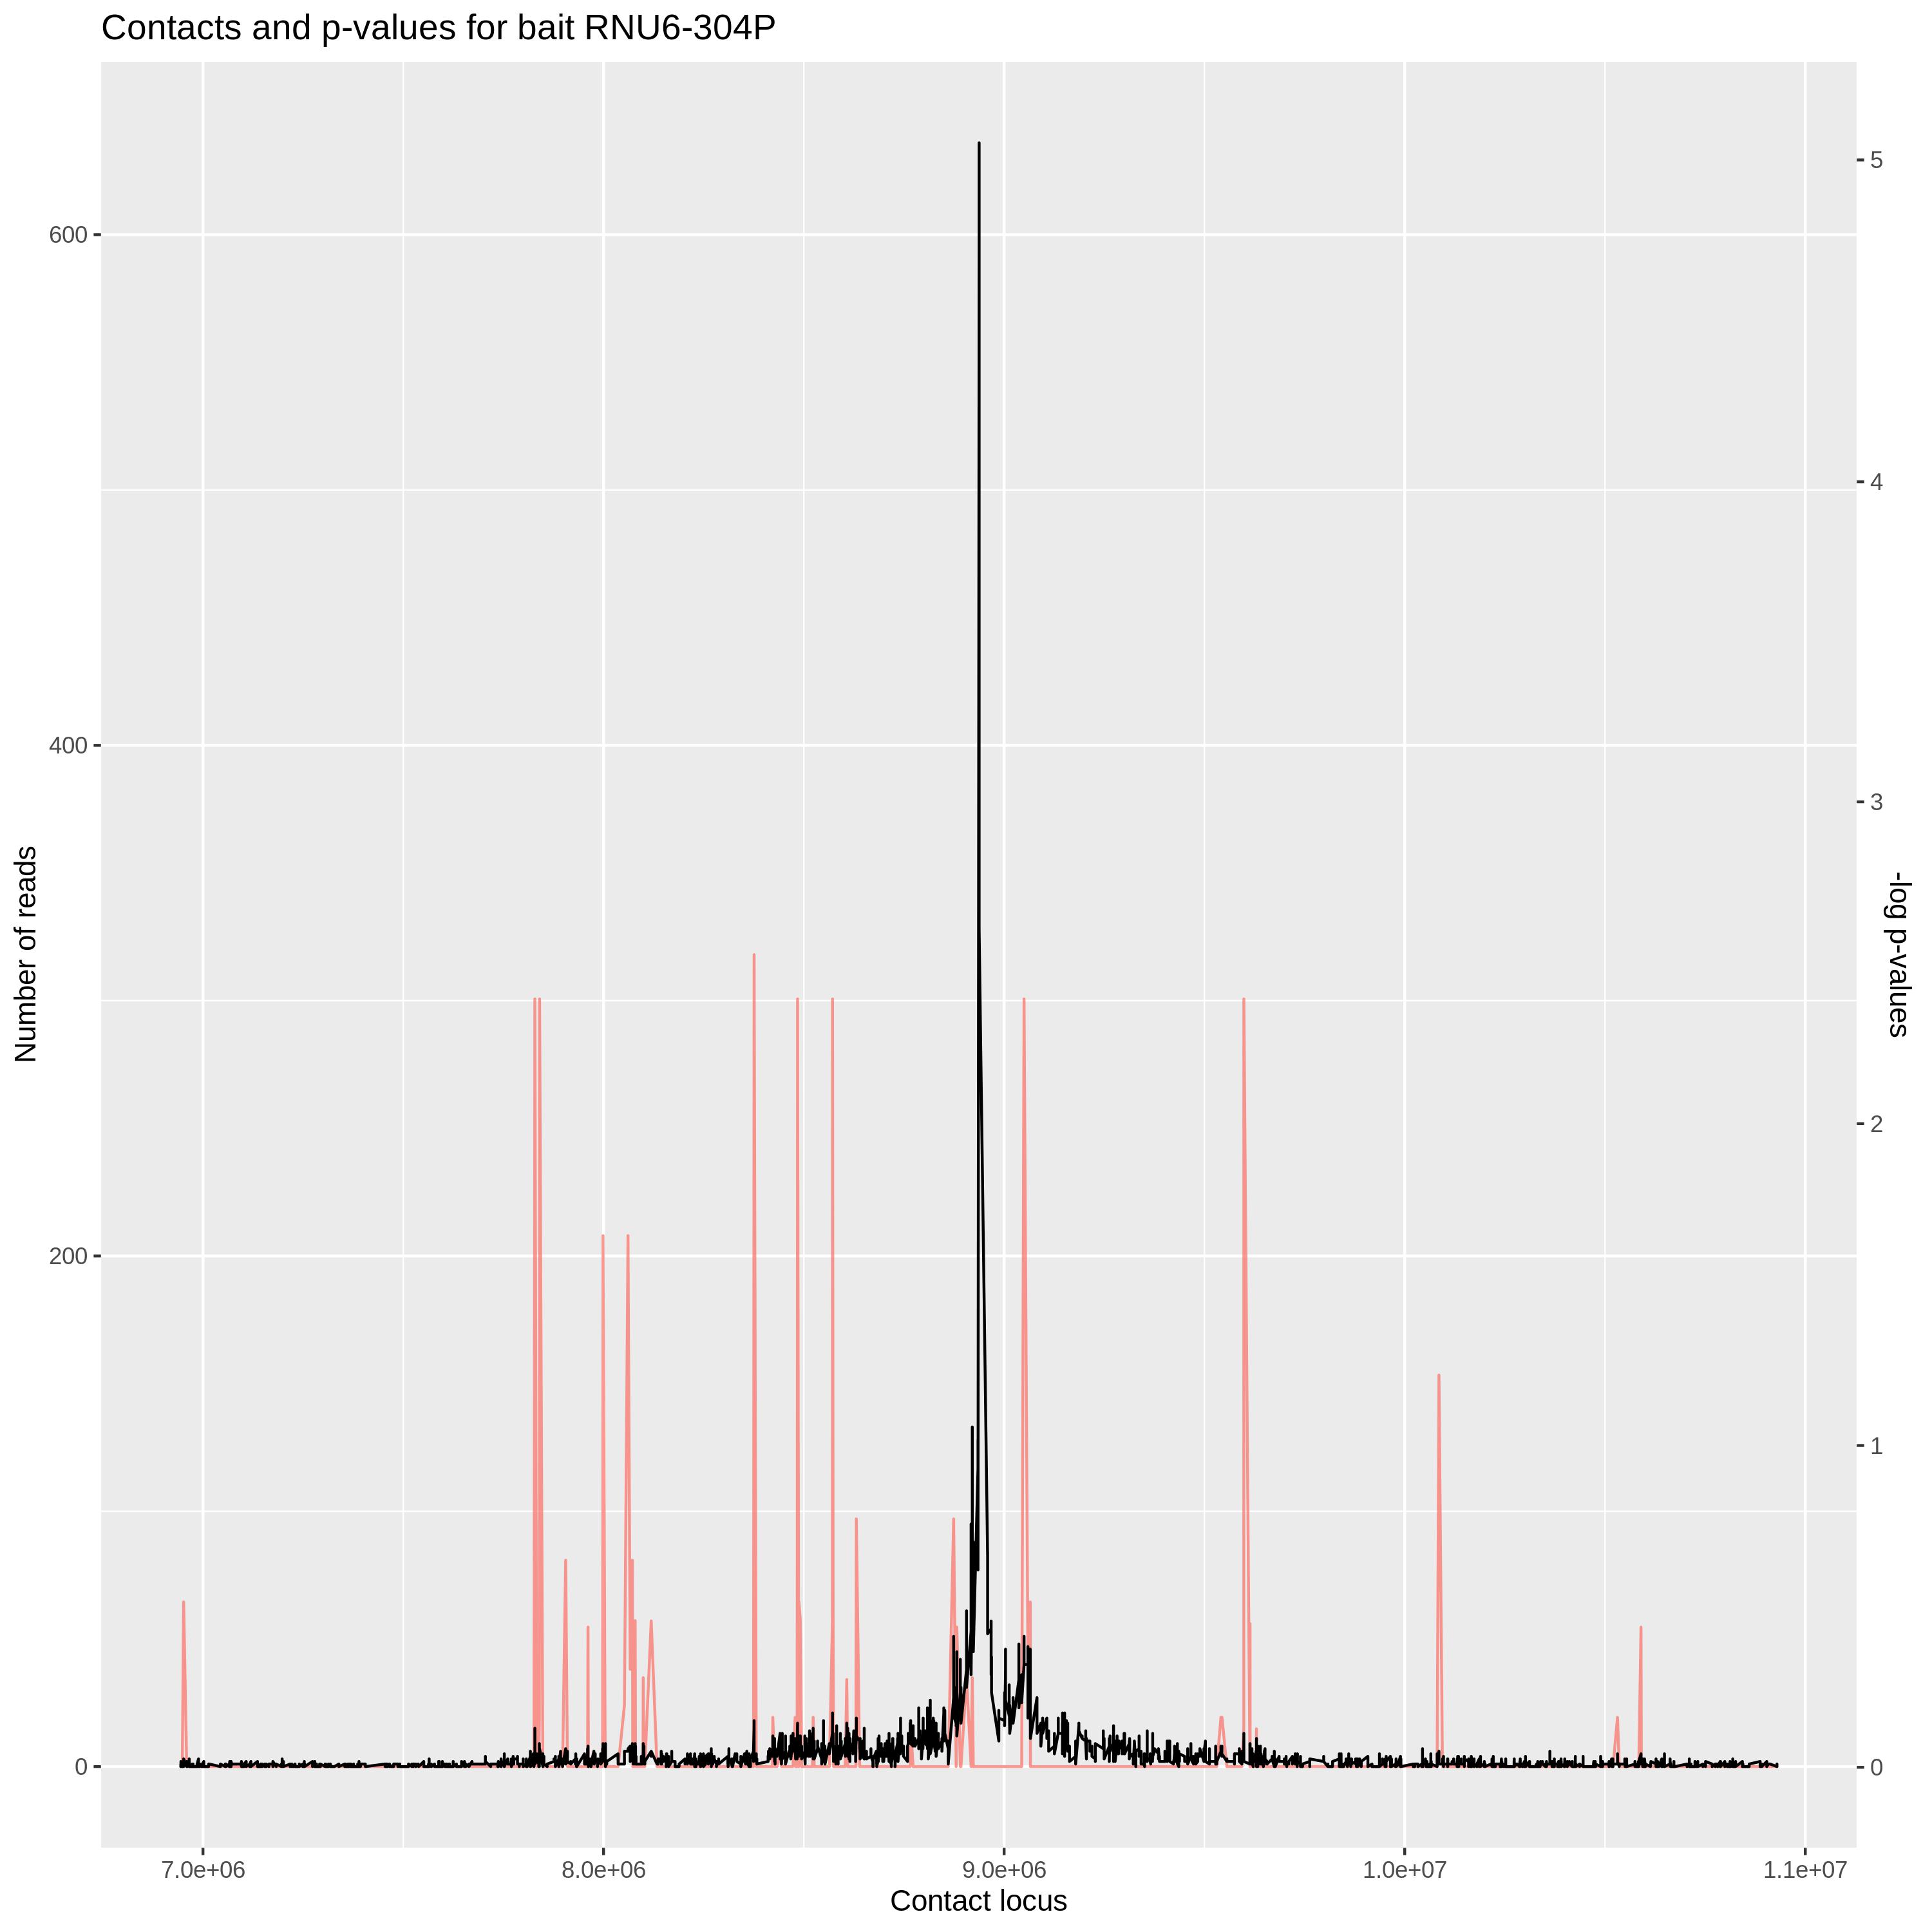 Contacts and p-values for bait RNU6-304P
600
400
200
0
Number of reads
5
4
3
2
1
0
-log p-values
7.0e+06
8.0e+06
9.0e+06
1.0e+07
1.1e+07
Contact locus